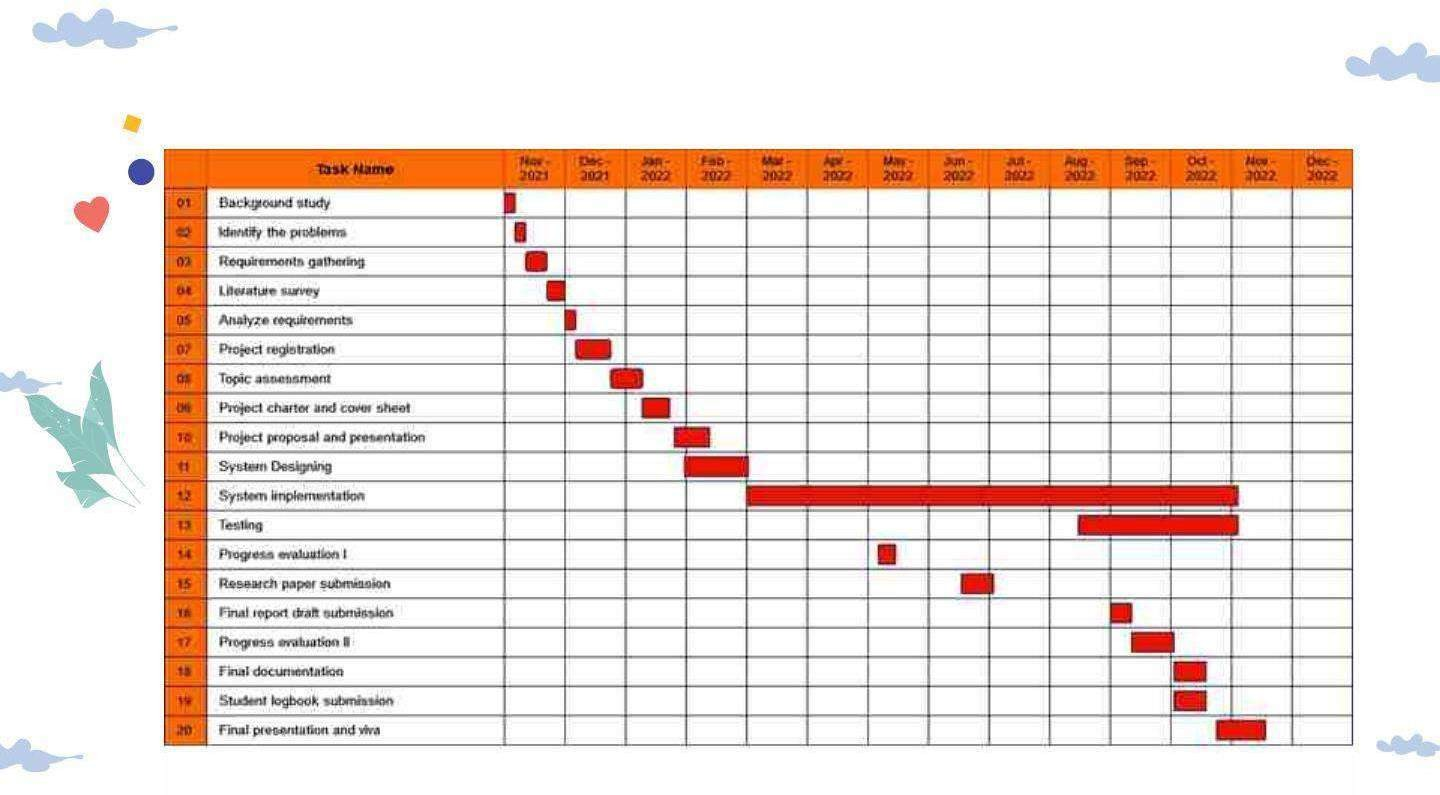 Task Name
Nov - 2021
Dec - 2021
Jan - 2022
Feb - 2022
Mar - 2022
Apr - 2022
May - 2022
Jun - 2022
Jul - 2022
Aug - 2022
Sep - 2022
Oct - 2022
Nov - 2022
Dec - 2022
01 Background study
02 Identify the problems
03 Requirements gathering
04 Literature survey
05 Analyze requirements
07 Project registration
08 Topic assessment
09 Project charter and cover sheet
10 Project proposal and presentation
11 System Designing
12 System implementation
13 Testing
14 Progress evaluation I
15 Research paper submission
16 Final report draft submission
17 Progress evaluation II
18 Final documentation
19 Student logbook submission
20 Final presentation and viva